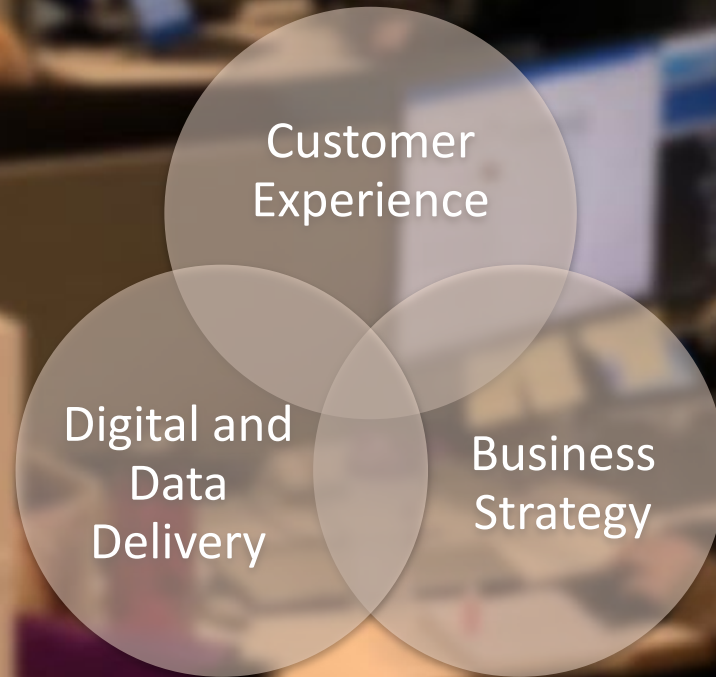 Customer
Experience
Digital and
Data
Delivery
Business
Strategy